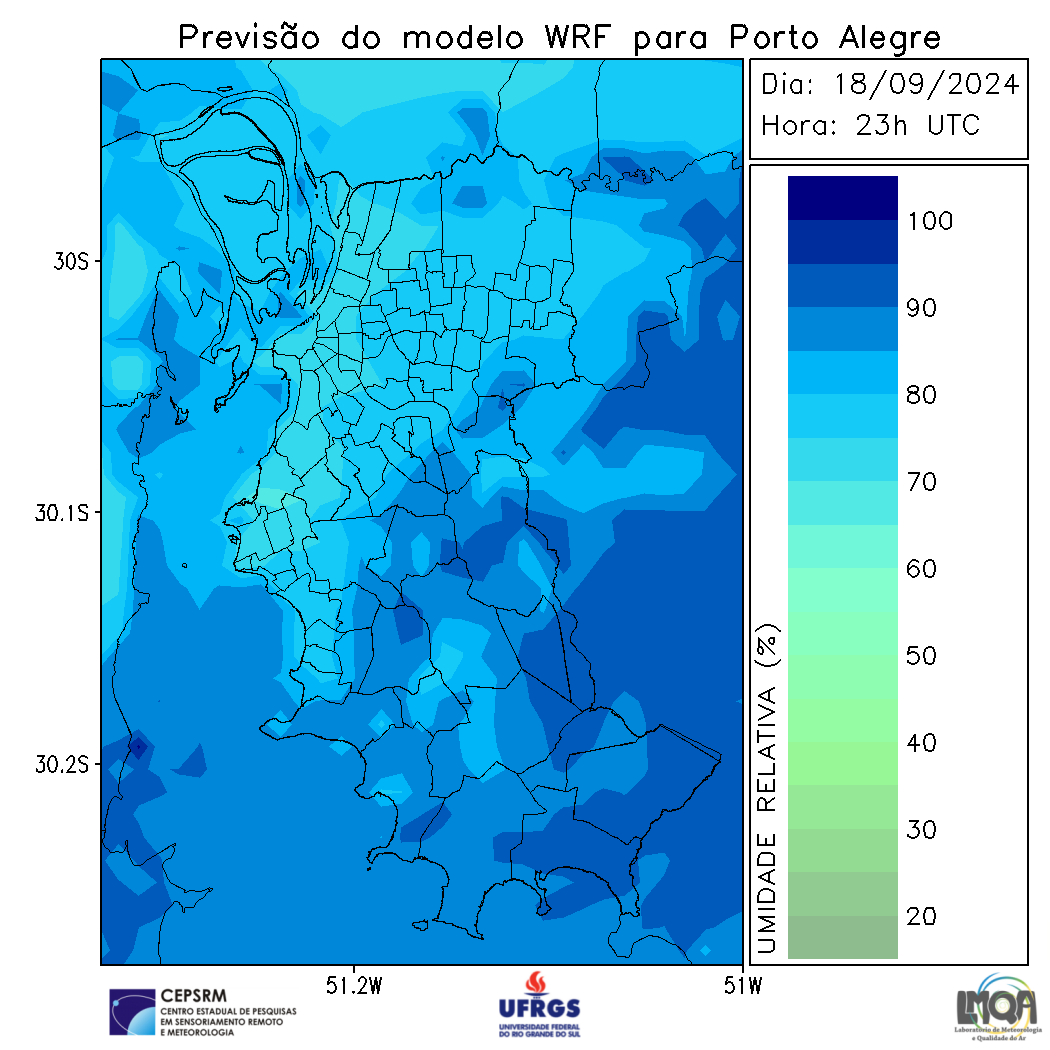 Previsão do modelo WRF para Porto Alegre
Dia: 18/09/2024
Hora: 23h UTC
30S
30.1S
30.2S
51.2W
51W
UMIDADE RELATIVA (%)
100
90
80
70
60
50
40
30
20
CEPSRM
CENTRO ESTADUAL DE PESQUISAS
EM SENSORIAMENTO REMOTO
E METEOROLOGIA
UFRGS
UNIVERSIDADE FEDERAL
DO RIO GRANDE DO SUL
LMQA
Laboratório de Meteorologia
e Qualidade do Ar